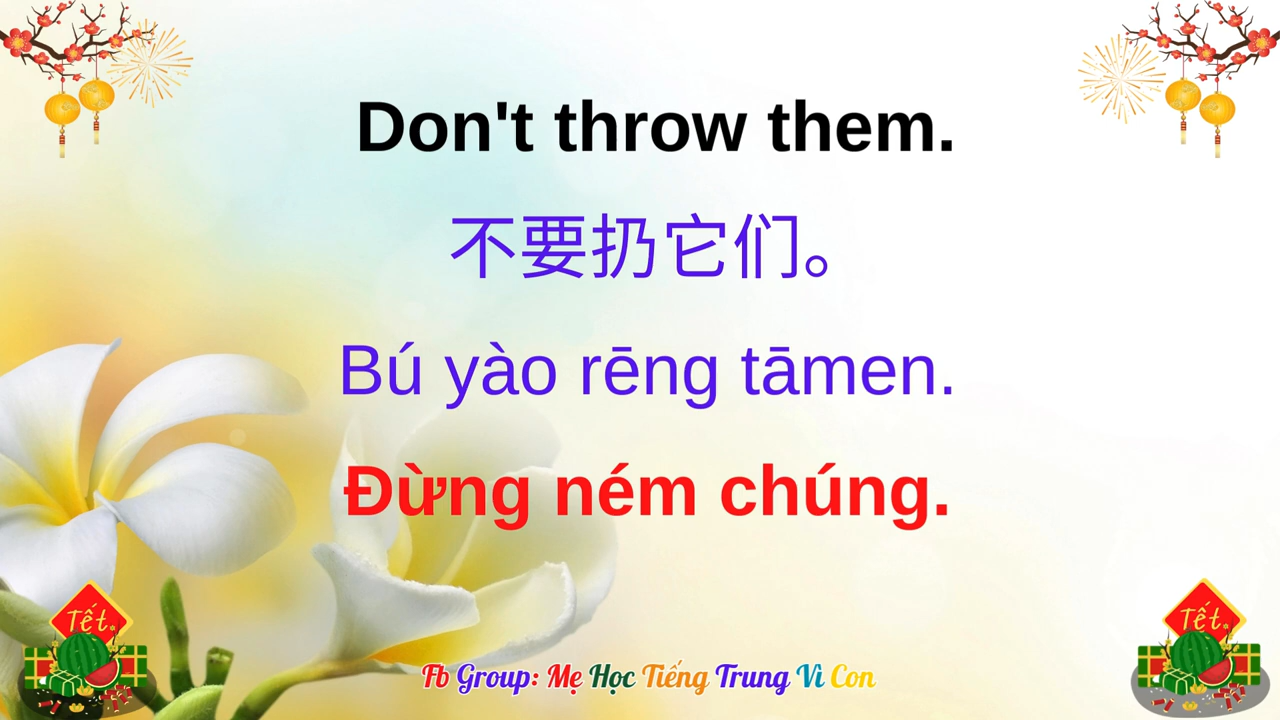 Don't throw them.
不要扔它们。
Bú yào rēng tāmen.
Đừng ném chúng.
Tết
Tết
Fb Group: Mẹ Học Tiếng Trung Vì Con